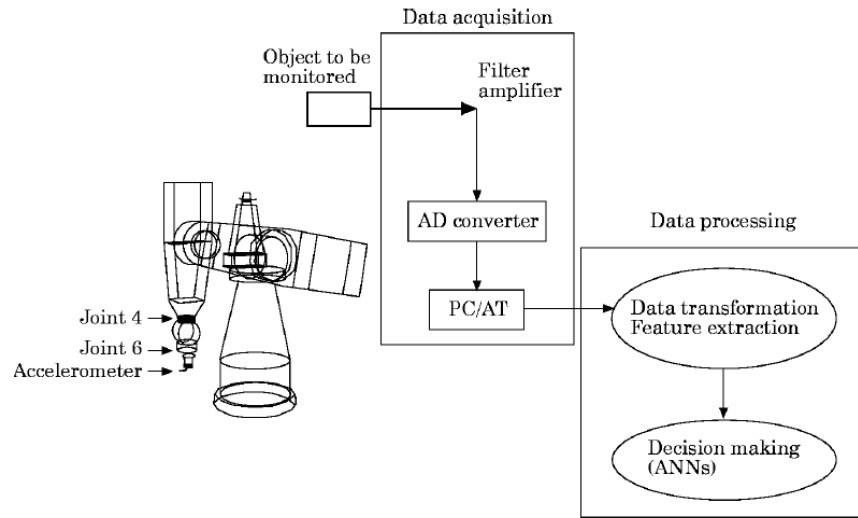 Data acquisition
Object to be
monitored
Filter
amplifier
AD converter
PC/AT
Joint 4
Joint 6
Accelerometer
Data processing
Data transformation
Feature extraction
Decision making
(ANNs)